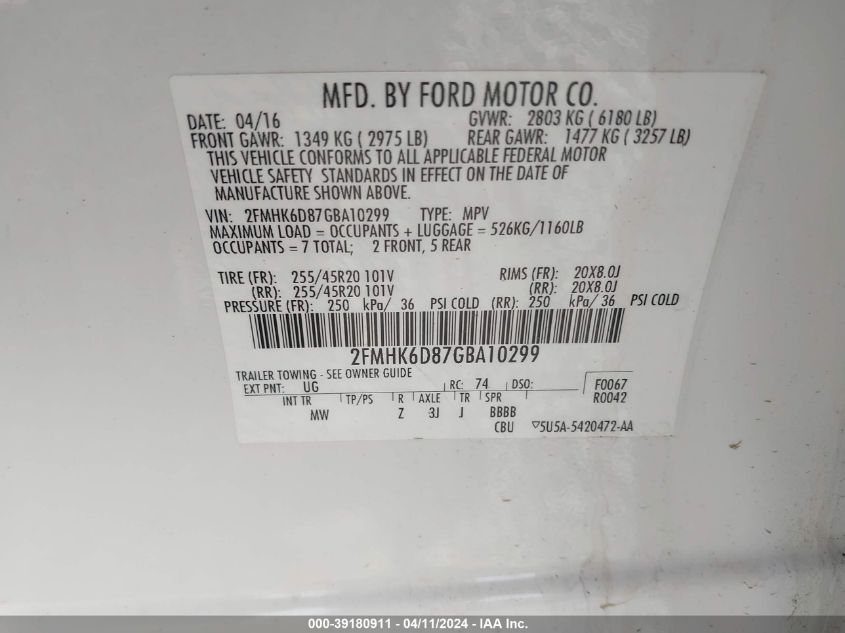 MFD. BY FORD MOTOR CO.
DATE: 04/16 GVWR: 2803 KG ( 6180 LB)
FRONT GAWR: 1349 KG ( 2975 LB) REAR GAWR: 1477 KG ( 3257 LB)
THIS VEHICLE CONFORMS TO ALL APPLICABLE FEDERAL MOTOR
VEHICLE SAFETY STANDARDS IN EFFECT ON THE DATE OF
MANUFACTURE SHOWN ABOVE.
VIN: 2FMHK6D87GBA10299 TYPE: MPV
MAXIMUM LOAD = OCCUPANTS + LUGGAGE = 526KG/1160LB
OCCUPANTS = 7 TOTAL; 2 FRONT, 5 REAR
TIRE (FR): 255/45R20 101V RIMS (FR): 20X8.0J
(RR): 255/45R20 101V (RR): 20X8.0J
PRESSURE (FR): 250 kPa/ 36 PSI COLD (RR): 250 kPa/ 36 PSI COLD
2FMHK6D87GBA10299
TRAILER TOWING - SEE OWNER GUIDE
EXT PNT: UG RC: 74 DSO: F0067
INT TR TP/PS R AXLE TR SPR R0042
MW Z 3J J BBBB
CBU ▽5U5A-5420472-AA
000-39180911 - 04/11/2024 - IAA Inc.